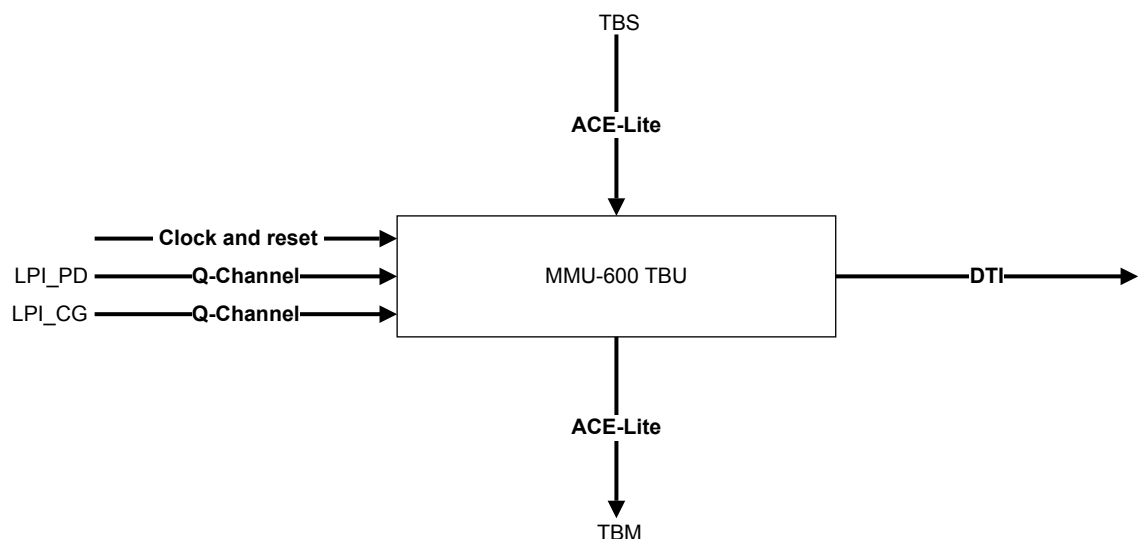 TBS
ACE-Lite
Clock and reset
LPI_PD Q-Channel MMU-600 TBU DTI
LPI_CG Q-Channel
ACE-Lite
TBM